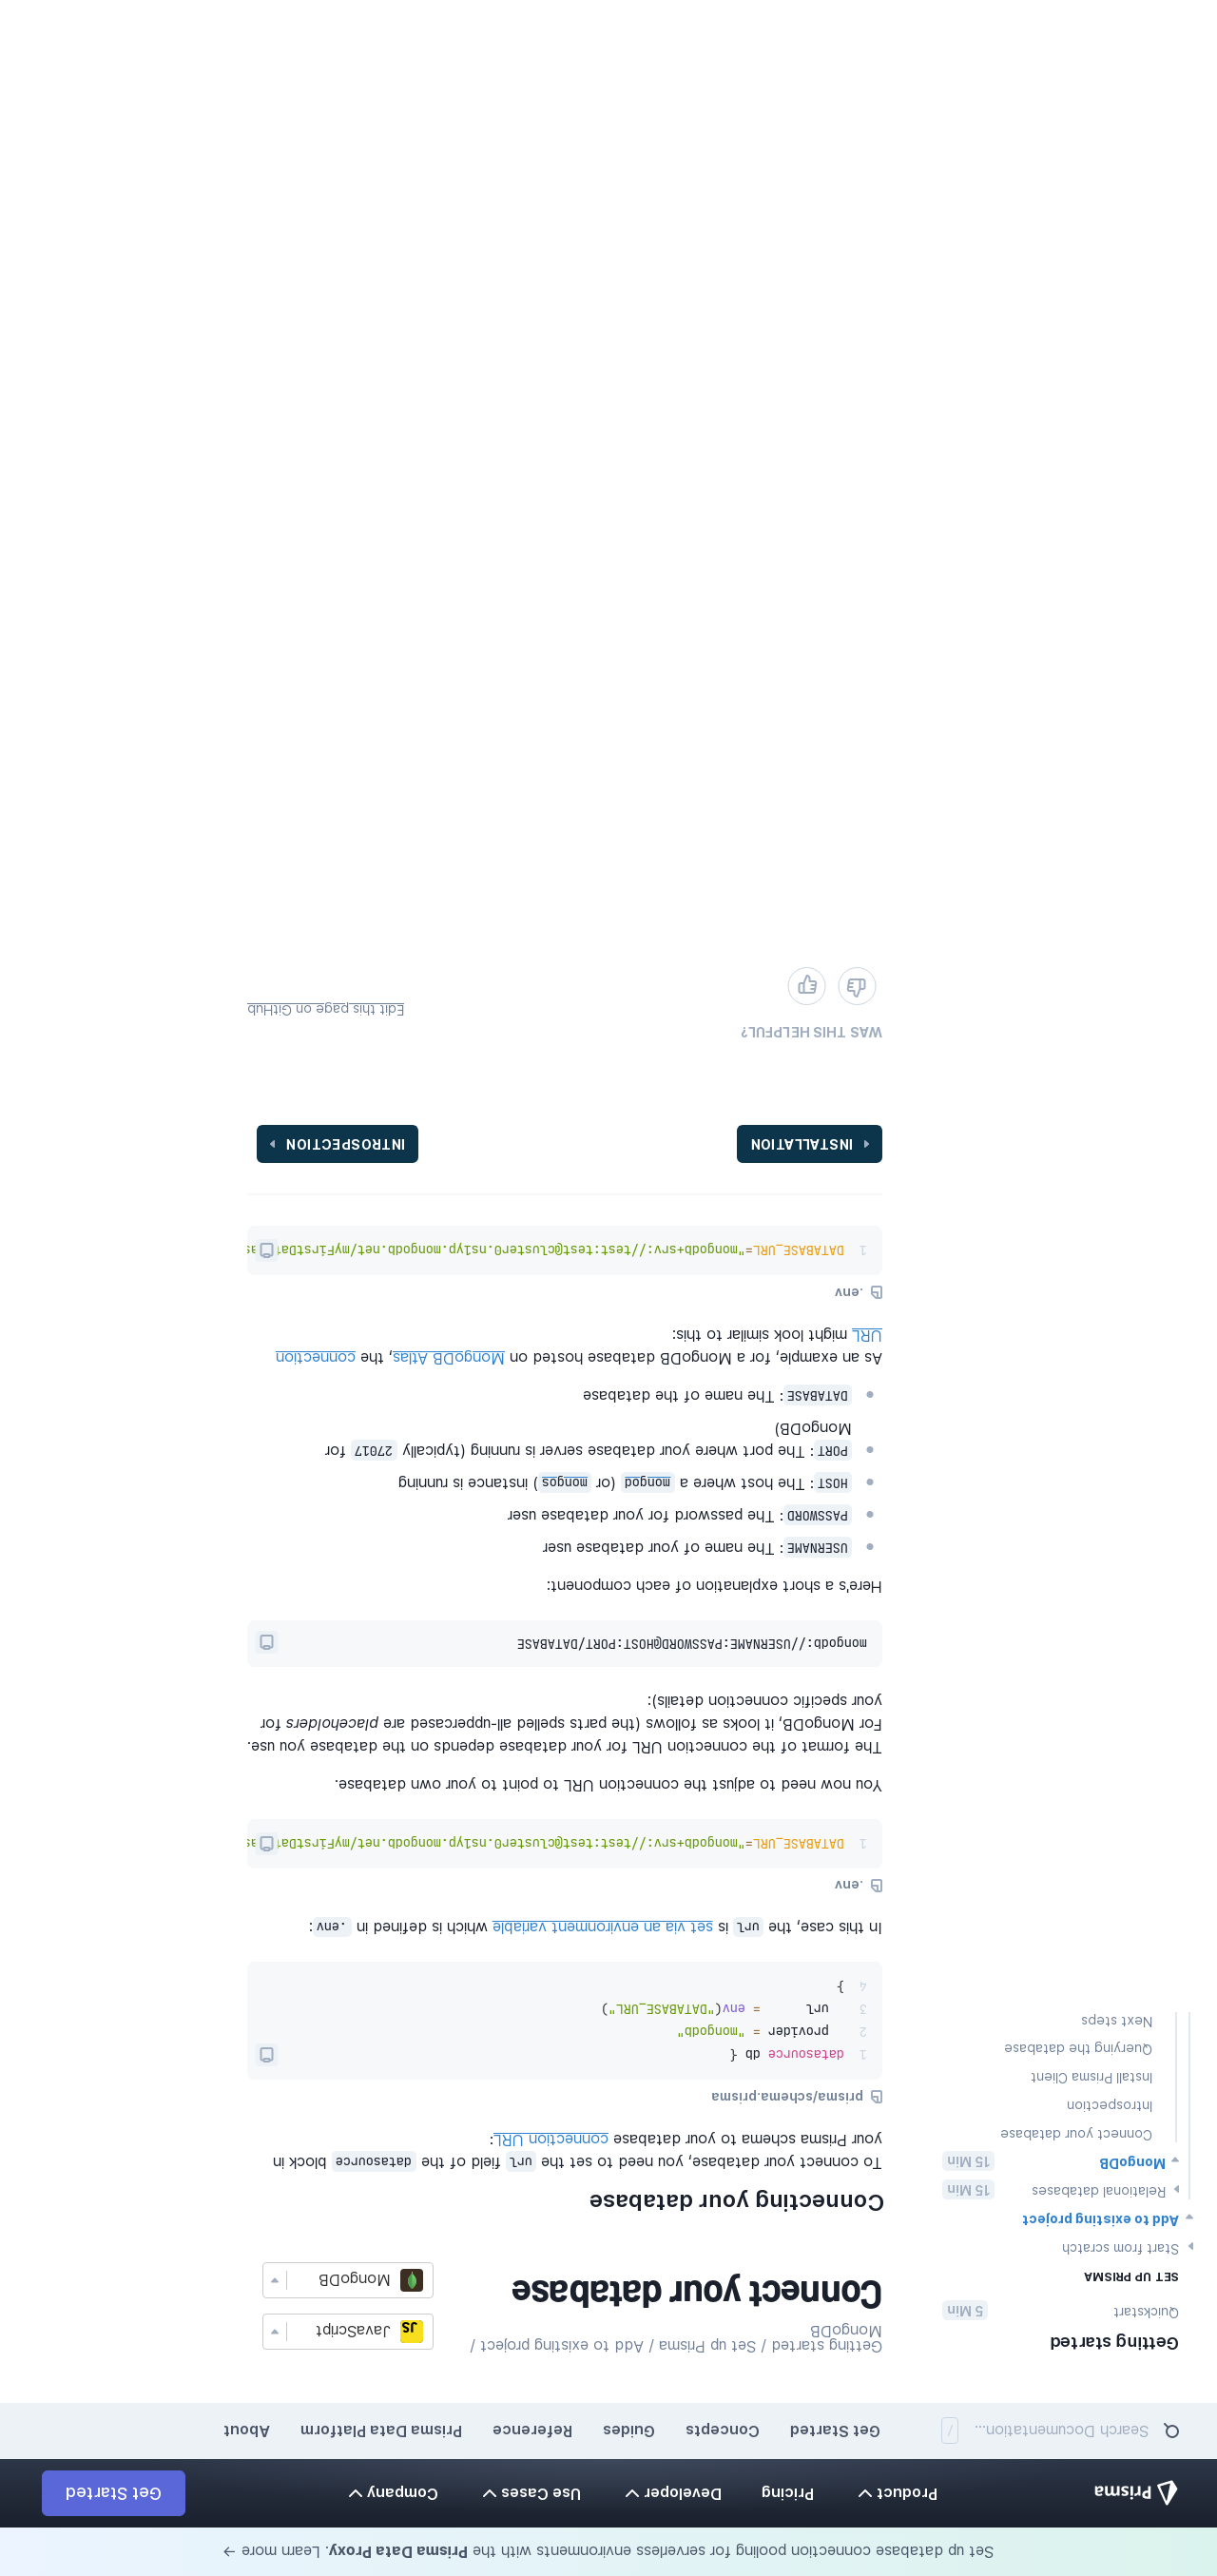 Set up database connection pooling for serverless environments with the Prisma Data Proxy. Learn more →
Prisma
Product
Pricing
Developer
Use Cases
Company
Get Started
Search Documentation... /
Get Started
Concepts
Guides
Reference
Prisma Data Platform
About
Getting started
Quickstart 5 Min
SET UP PRISMA
Start from scratch
Add to existing project
Relational databases 15 Min
MongoDB 15 Min
Connect your database
Introspection
Install Prisma Client
Querying the database
Next steps
Getting started / Set up Prisma / Add to existing project /
MongoDB
Connect your database
JS JavaScript
MongoDB
Connecting your database
To connect your database, you need to set the url field of the datasource block in
your Prisma schema to your database connection URL:
prisma/schema.prisma
1 datasource db {
2 provider = "mongodb"
3 url = env("DATABASE_URL")
4 }
In this case, the url is set via an environment variable which is defined in .env:
.env
1 DATABASE_URL="mongodb+srv://test:test@cluster0.ns1yp.mongodb.net/myFirstDatabas
You now need to adjust the connection URL to point to your own database.
The format of the connection URL for your database depends on the database you use.
For MongoDB, it looks as follows (the parts spelled all-uppercased are placeholders for
your specific connection details):
mongodb://USERNAME:PASSWORD@HOST:PORT/DATABASE
Here's a short explanation of each component:
USERNAME: The name of your database user
PASSWORD: The password for your database user
HOST: The host where a mongod (or mongos) instance is running
PORT: The port where your database server is running (typically 27017 for
MongoDB)
DATABASE: The name of the database
As an example, for a MongoDB database hosted on MongoDB Atlas, the connection
URL might look similar to this:
.env
1 DATABASE_URL="mongodb+srv://test:test@cluster0.ns1yp.mongodb.net/myFirstDatabas
INSTALLATION
INTROSPECTION
WAS THIS HELPFUL?
Edit this page on GitHub